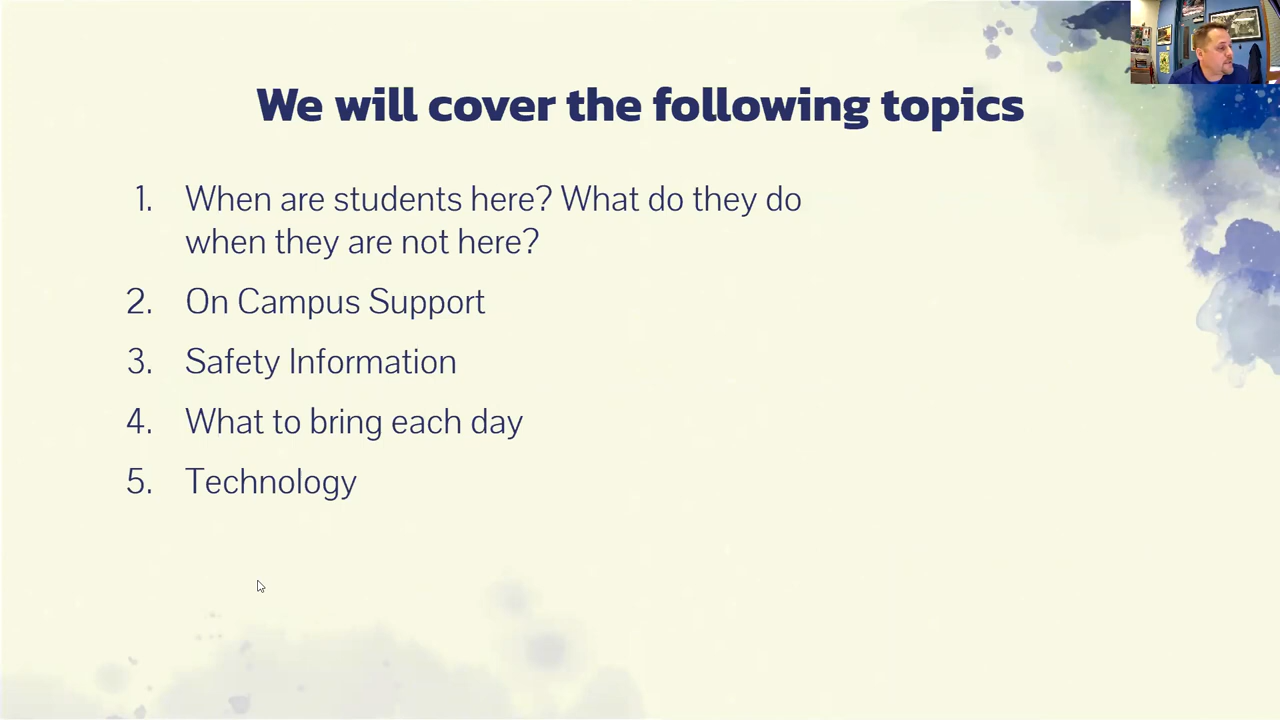 We will cover the following topics
1. When are students here? What do they do
when they are not here?
2. On Campus Support
3. Safety Information
4. What to bring each day
5. Technology